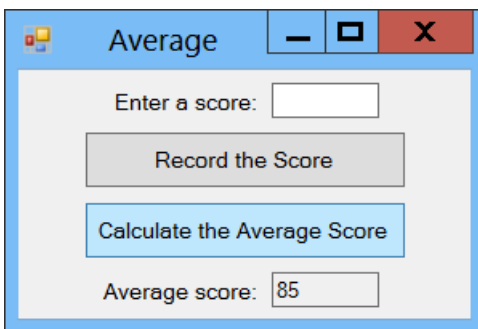 Average
Enter a score:
Record the Score
Calculate the Average Score
Average score: 85